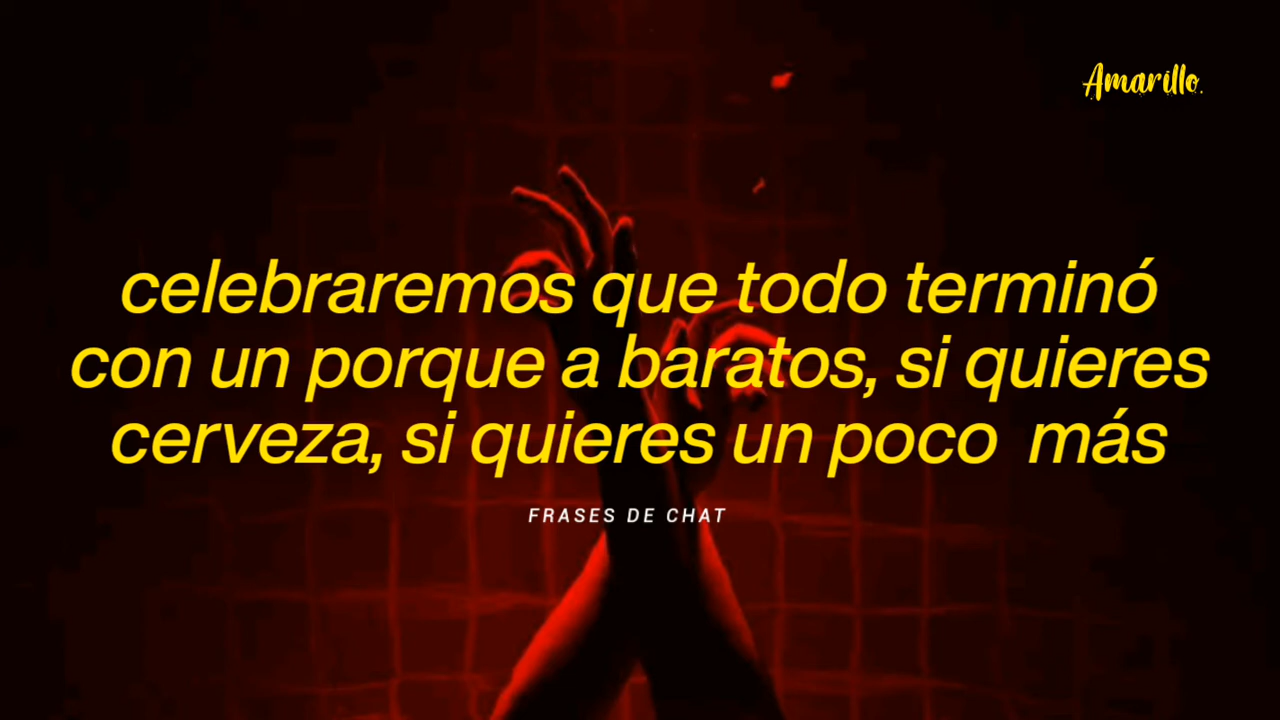 Amarillo.
celebraremos que todo terminó
con un porque a baratos, si quieres
cerveza, si quieres un poco más
FRASES DE CHAT